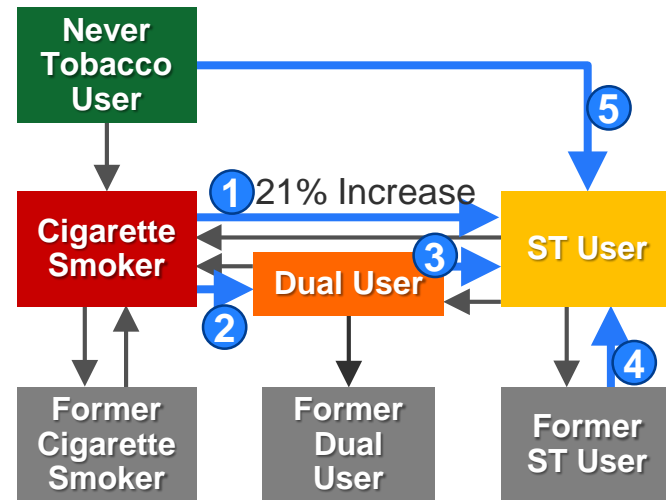 Never
Tobacco
User
5
1 21% Increase
Cigarette
Smoker
3
ST User
Dual User
2
4
Former
Cigarette
Smoker
Former
Dual
User
Former
ST User